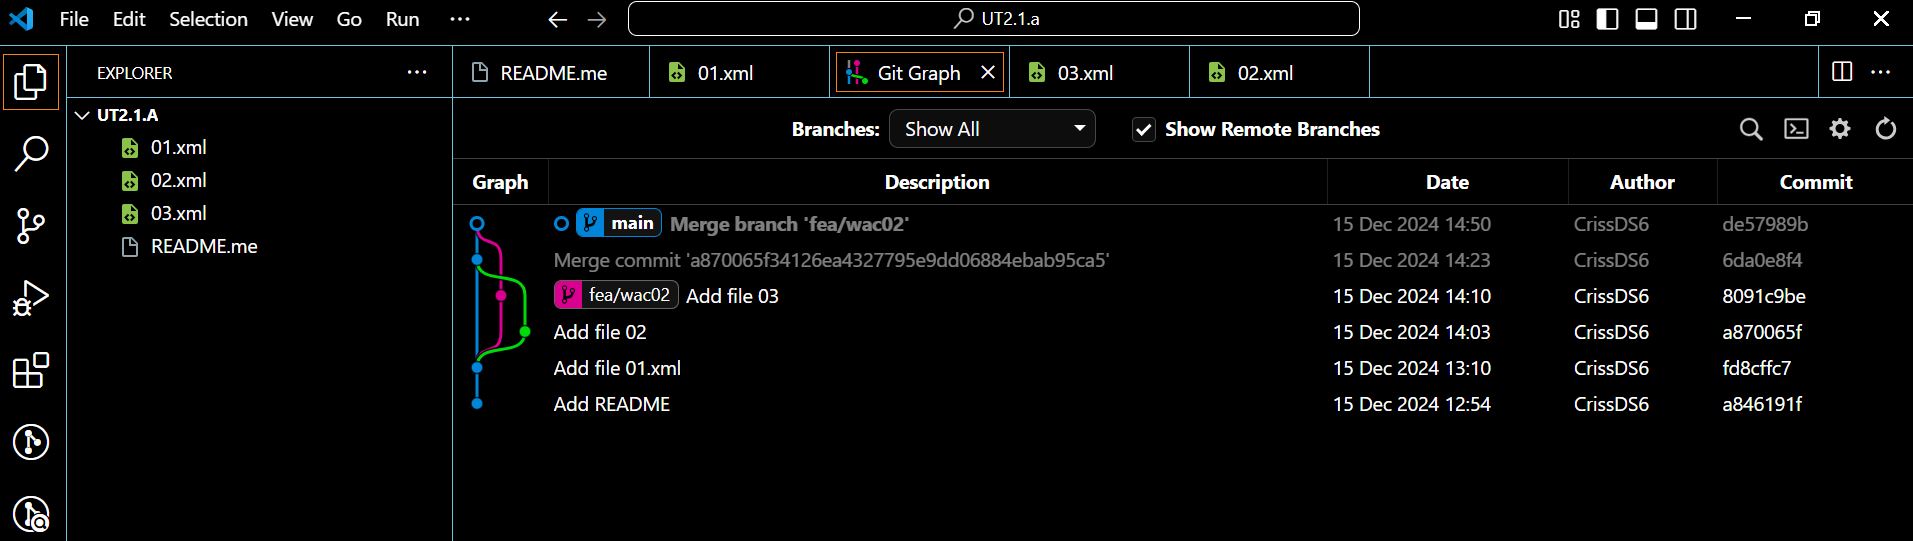 File Edit Selection View Go Run ··· UT2.1.a
EXPLORER ···
README.me 01.xml Git Graph 03.xml 02.xml ···
UT2.1.A
01.xml
02.xml
03.xml
README.me
Branches: Show All Show Remote Branches
Graph Description Date Author Commit
main Merge branch 'fea/wac02' 15 Dec 2024 14:50 CrissDS6 de57989b
Merge commit 'a870065f34126ea4327795e9dd06884ebab95ca5' 15 Dec 2024 14:23 CrissDS6 6da0e8f4
fea/wac02 Add file 03 15 Dec 2024 14:10 CrissDS6 8091c9be
Add file 02 15 Dec 2024 14:03 CrissDS6 a870065f
Add file 01.xml 15 Dec 2024 13:10 CrissDS6 fd8cffc7
Add README 15 Dec 2024 12:54 CrissDS6 a846191f